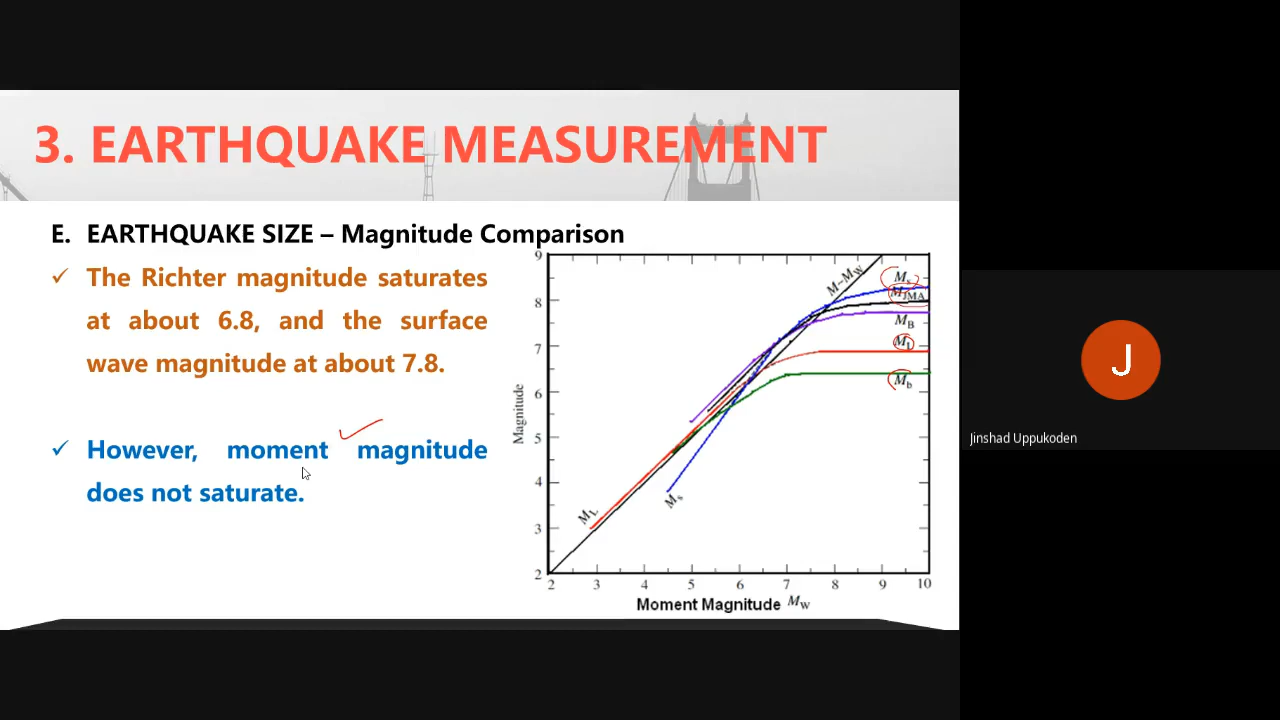 3. EARTHQUAKE MEASUREMENT
E. EARTHQUAKE SIZE – Magnitude Comparison
✓ The Richter magnitude saturates
at about 6.8, and the surface
wave magnitude at about 7.8.
✓ However, moment magnitude
does not saturate.
9
8
7
6
5
4
3
2
Magnitude
M~MW
Ms
MJMA
MB
ML
Mb
ML
Ms
2 3 4 5 6 7 8 9 10
Moment Magnitude MW
J
Jinshad Uppukoden